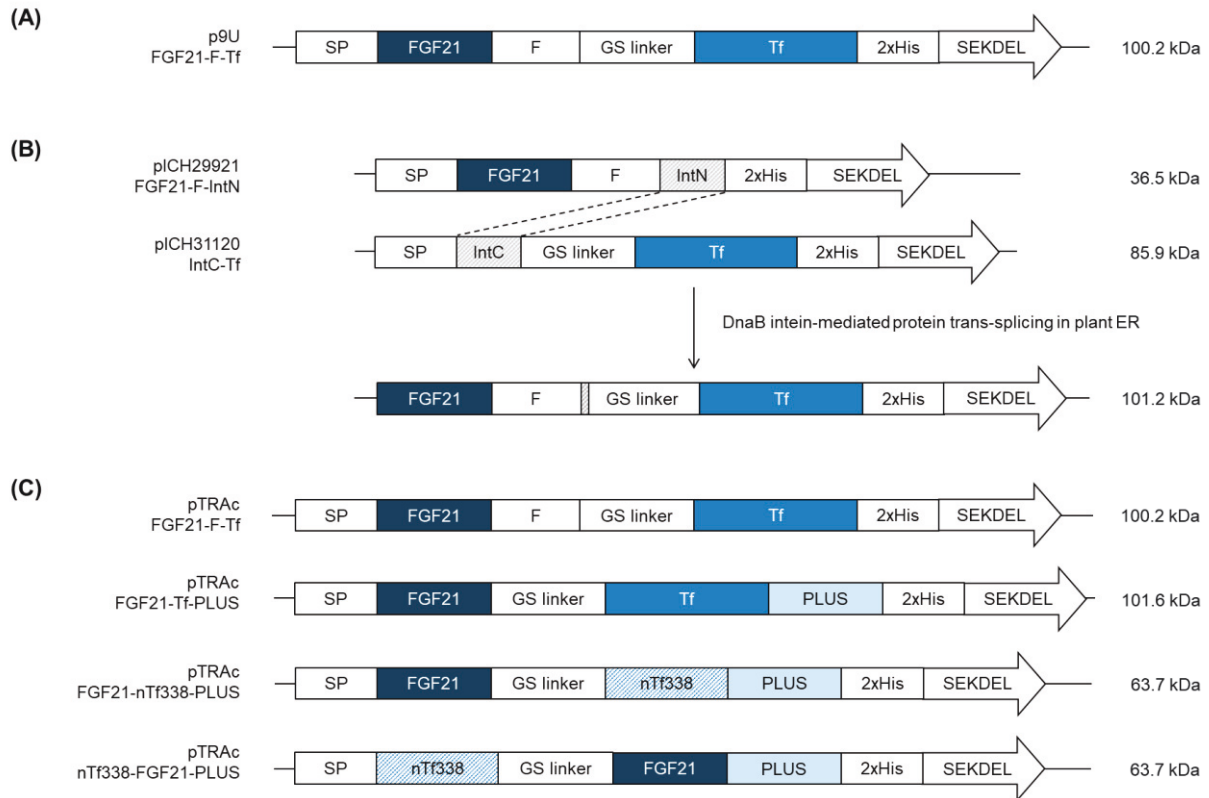 (A)
p9U
FGF21-F-Tf
SP FGF21 F GS linker Tf 2xHis SEKDEL 100.2 kDa
(B)
pICH29921
FGF21-F-IntN
SP FGF21 F IntN 2xHis SEKDEL 36.5 kDa
pICH31120
IntC-Tf
SP IntC GS linker Tf 2xHis SEKDEL 85.9 kDa
DnaB intein-mediated protein trans-splicing in plant ER
FGF21 F GS linker Tf 2xHis SEKDEL 101.2 kDa
(C)
pTRAc
FGF21-F-Tf
SP FGF21 F GS linker Tf 2xHis SEKDEL 100.2 kDa
pTRAc
FGF21-Tf-PLUS
SP FGF21 GS linker Tf PLUS 2xHis SEKDEL 101.6 kDa
pTRAc
FGF21-nTf338-PLUS
SP FGF21 GS linker nTf338 PLUS 2xHis SEKDEL 63.7 kDa
pTRAc
nTf338-FGF21-PLUS
SP nTf338 GS linker FGF21 PLUS 2xHis SEKDEL 63.7 kDa